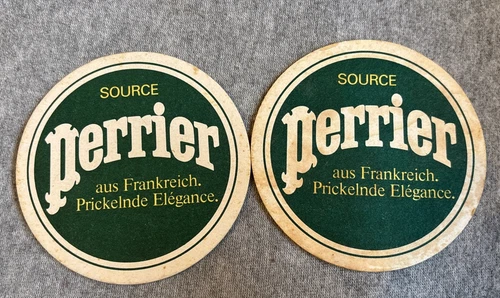 SOURCE
Perrier
aus Frankreich.
Prickelnde Elégance.
SOURCE
Perrier
aus Frankreich.
Prickelnde Elégance.